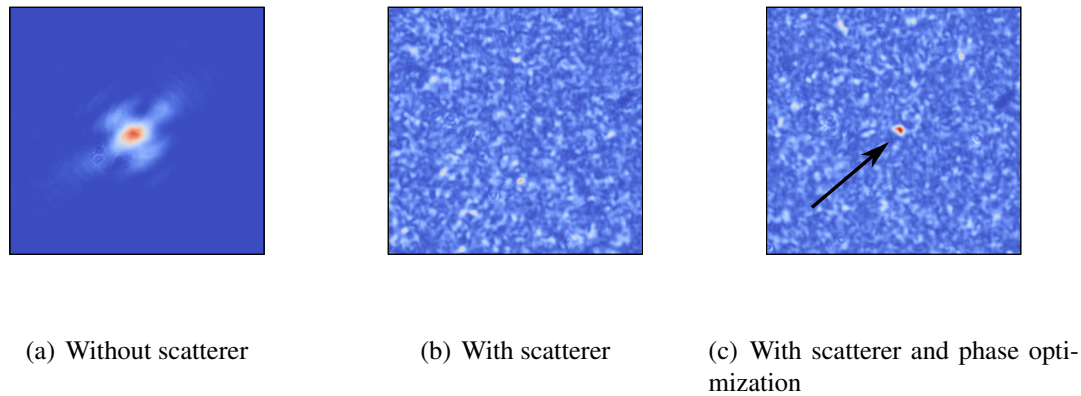 (a) Without scatterer
(b) With scatterer
(c) With scatterer and phase opti-
mization